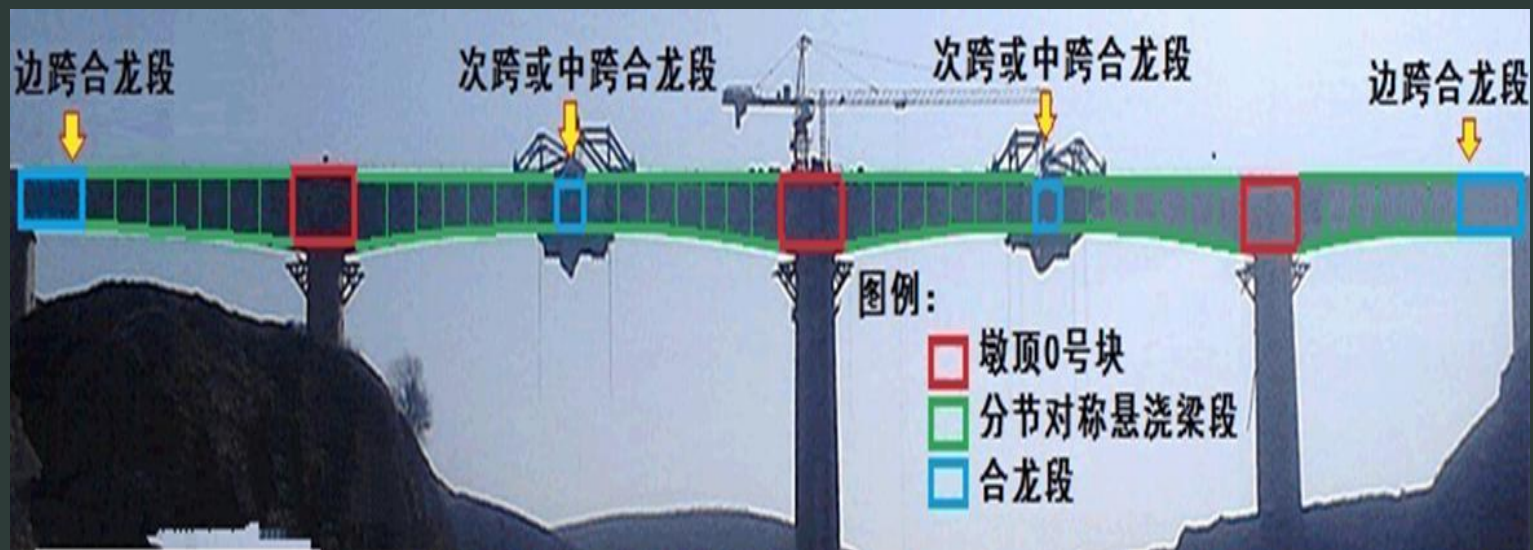 边跨合龙段
次跨或中跨合龙段
次跨或中跨合龙段
边跨合龙段
图例：
墩顶0号块
分节对称悬浇梁段
合龙段